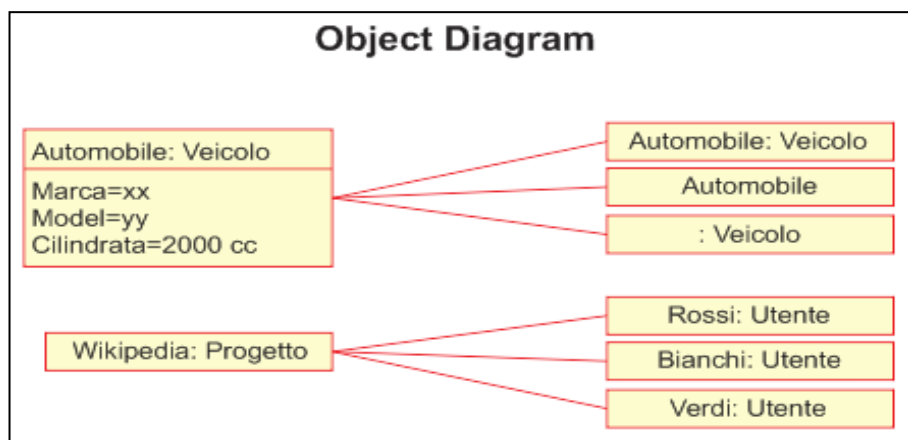 Object Diagram
Automobile: Veicolo
Marca=xx
Model=yy
Cilindrata=2000 cc
Automobile: Veicolo
Automobile
: Veicolo
Wikipedia: Progetto
Rossi: Utente
Bianchi: Utente
Verdi: Utente